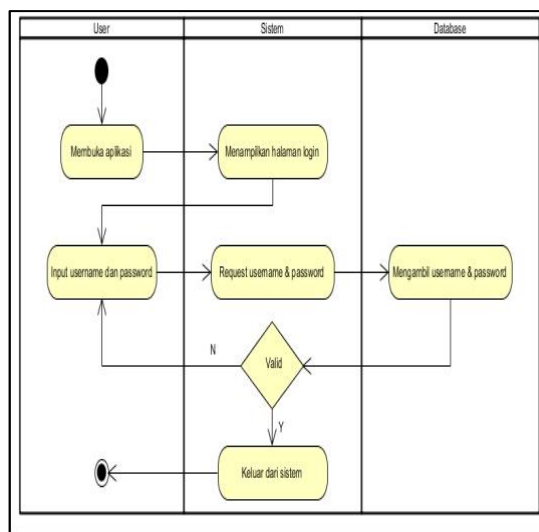 User Sistem Database
Membuka aplikasi Menampilkan halaman login
Input username dan password Request username & password Mengambil username & password
N Valid
Y
Keluar dari sistem